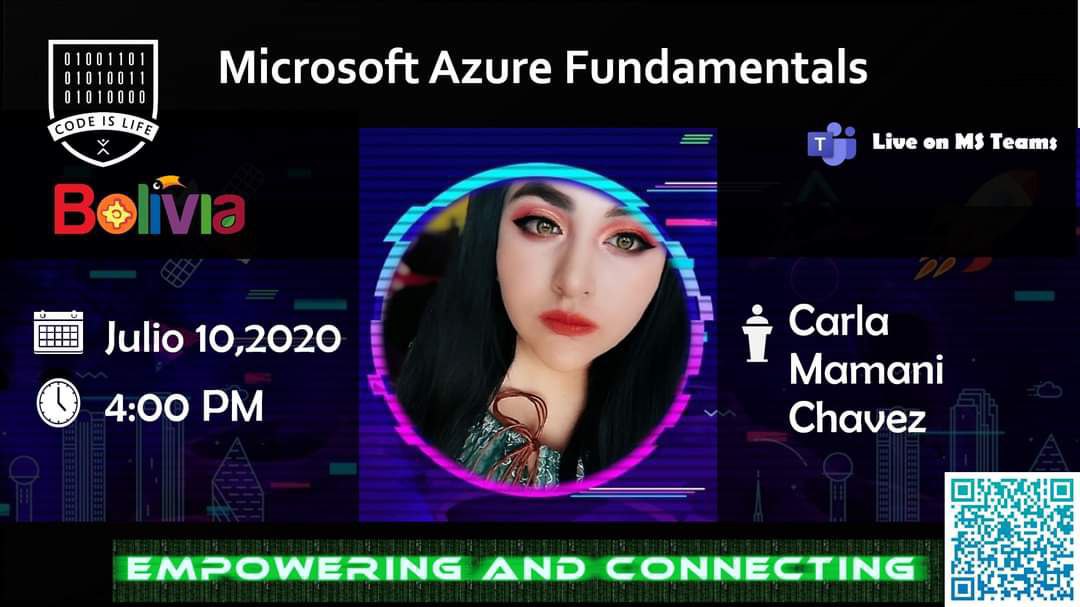 Microsoft Azure Fundamentals
01001101
01010011
01010000
CODE IS LIFE
Bolivia
T
Live on MS Teams
Julio 10,2020
4:00 PM
Carla
Mamani
Chavez
EMPOWERING AND CONNECTING